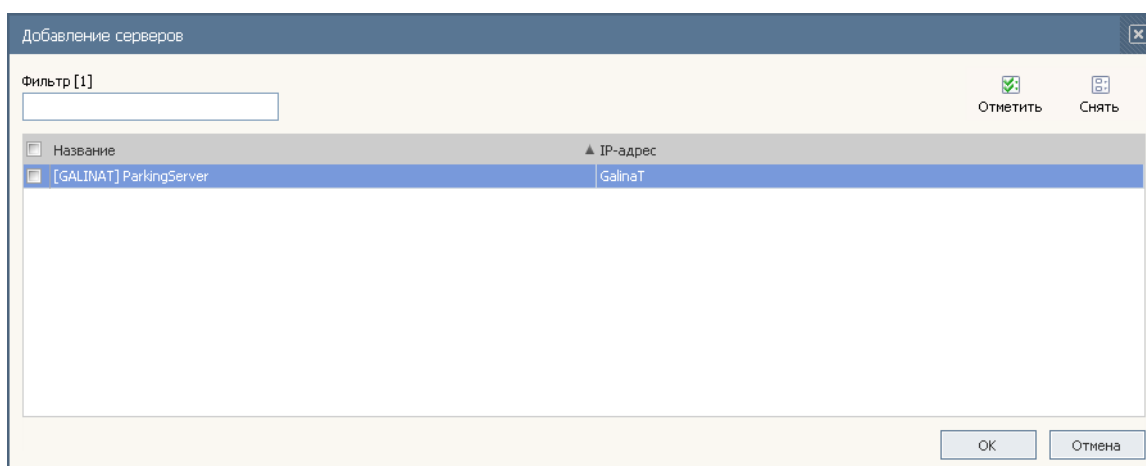 Добавление серверов
Фильтр [1]
Отметить Снять
Название IP-адрес
[GALINAT] ParkingServer GalinaT
OK Отмена